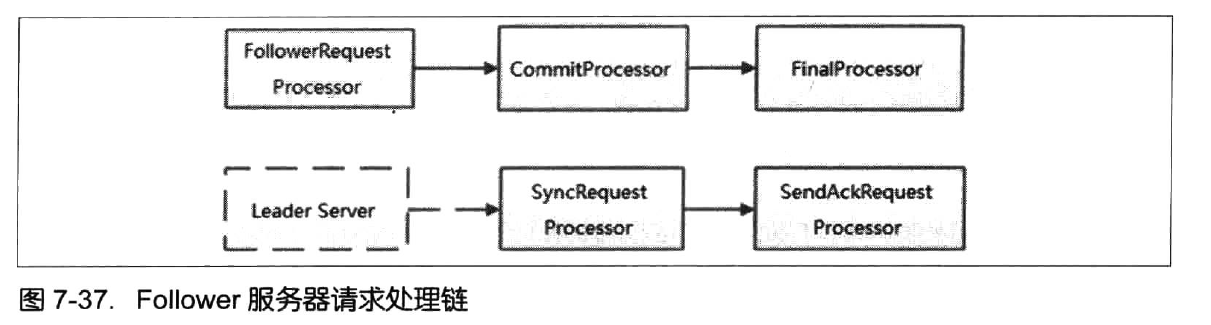 FollowerRequest
Processor
CommitProcessor
FinalProcessor
Leader Server
SyncRequest
Processor
SendAckRequest
Processor
图 7-37. Follower 服务器请求处理链